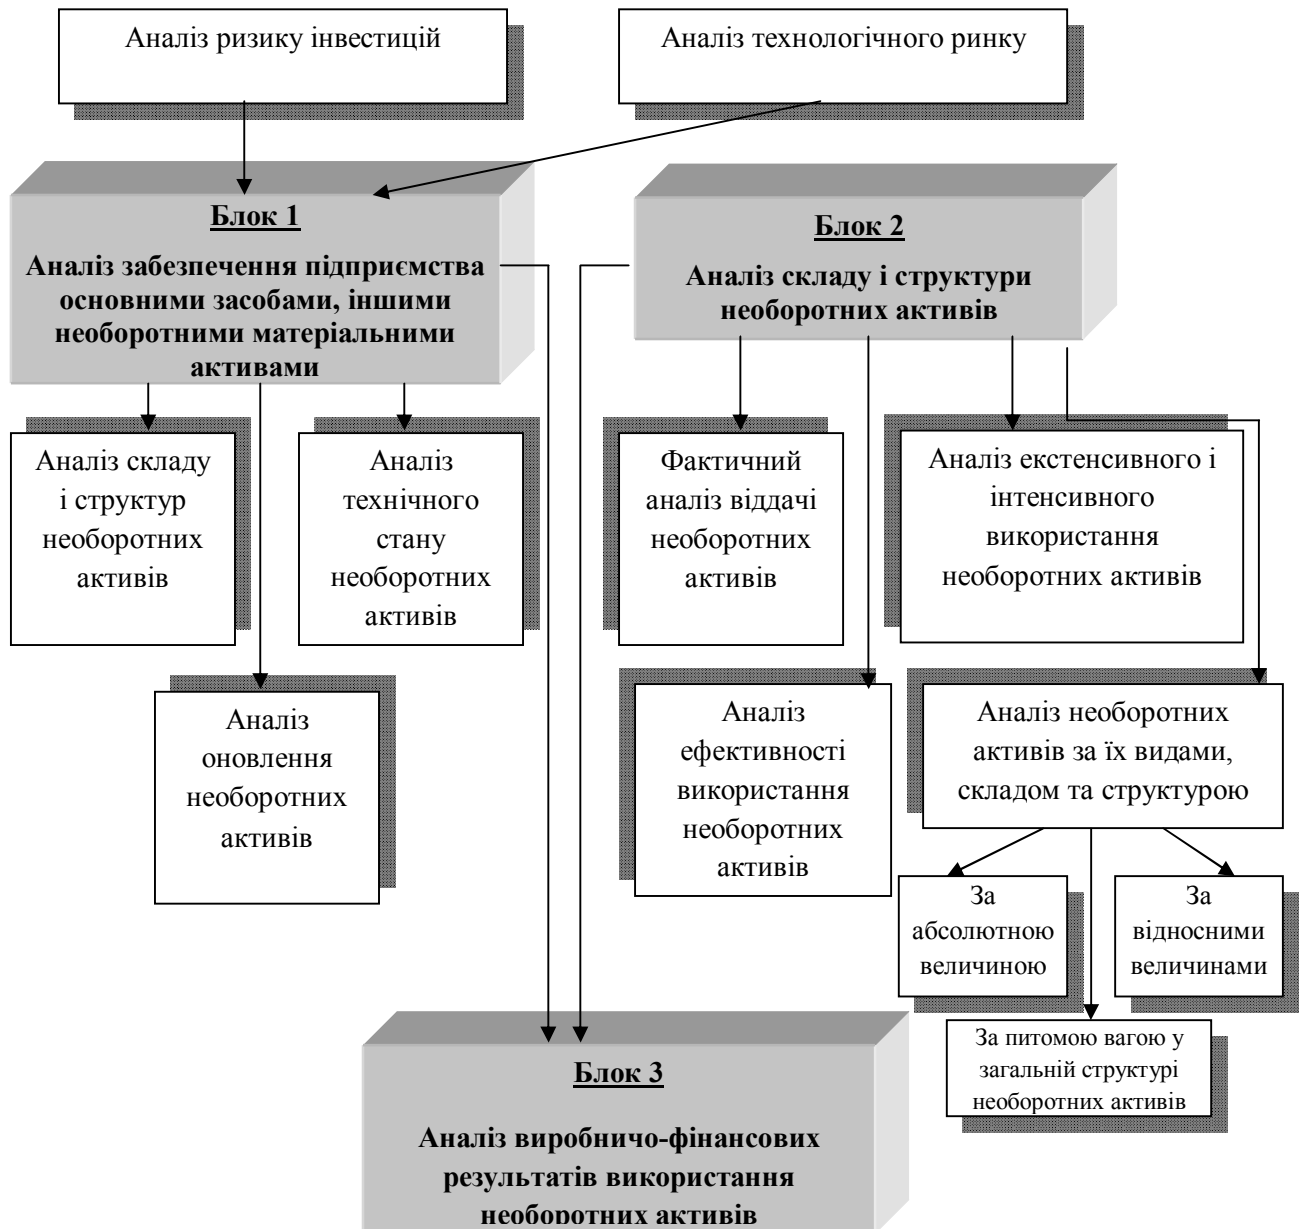 Аналіз ризику інвестицій
Аналіз технологічного ринку
Блок 1
Аналіз забезпечення підприємства
основними засобами, іншими
необоротними матеріальними
активами
Блок 2
Аналіз складу і структури
необоротних активів
Аналіз складу
і структур
необоротних
активів
Аналіз
технічного
стану
необоротних
активів
Фактичний
аналіз віддачі
необоротних
активів
Аналіз екстенсивного і
інтенсивного
використання
необоротних активів
Аналіз
оновлення
необоротних
активів
Аналіз
ефективності
використання
необоротних
активів
Аналіз необоротних
активів за їх видами,
складом та структурою
За
абсолютною
величиною
За
відносними
величинами
За питомою вагою у
загальній структурі
необоротних активів
Блок 3
Аналіз виробничо-фінансових
результатів використання
необоротних активів